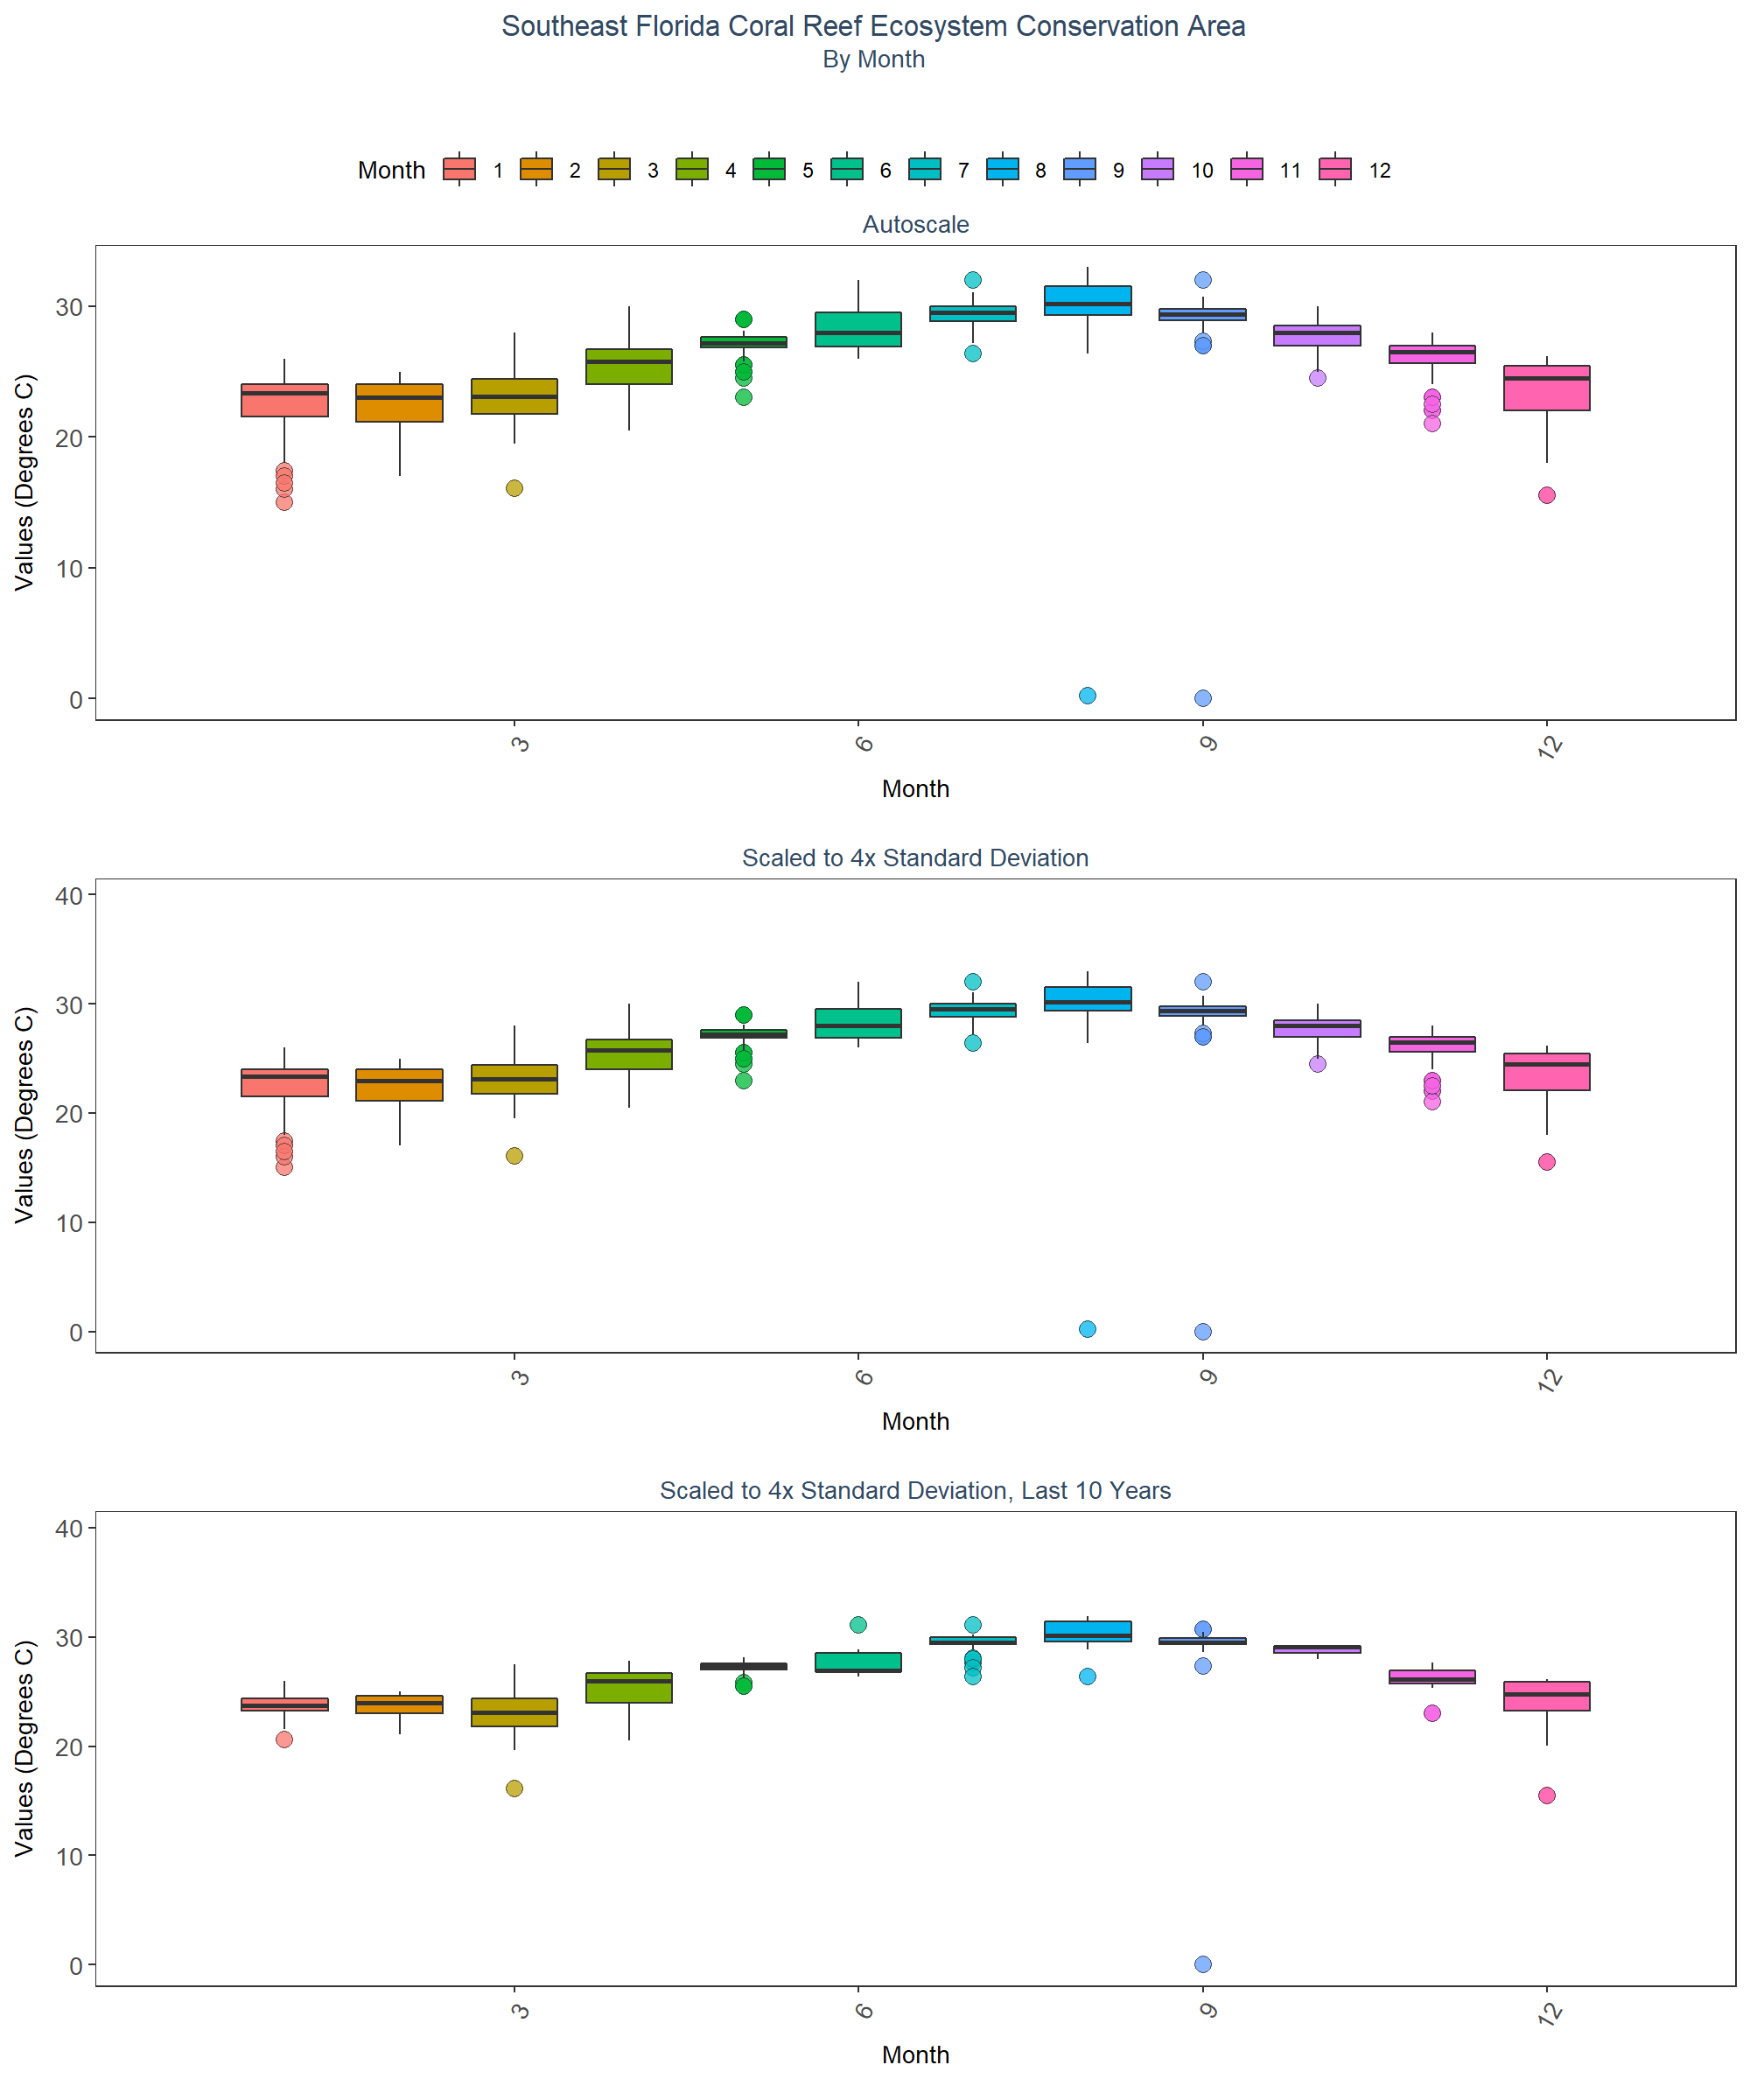 Southeast Florida Coral Reef Ecosystem Conservation Area
By Month
Month 1 2 3 4 5 6 7 8 9 10 11 12
Autoscale
Values (Degrees C)
30
20
10
0
3 6 9 12
Month
Scaled to 4x Standard Deviation
Values (Degrees C)
40
30
20
10
0
3 6 9 12
Month
Scaled to 4x Standard Deviation, Last 10 Years
Values (Degrees C)
40
30
20
10
0
3 6 9 12
Month